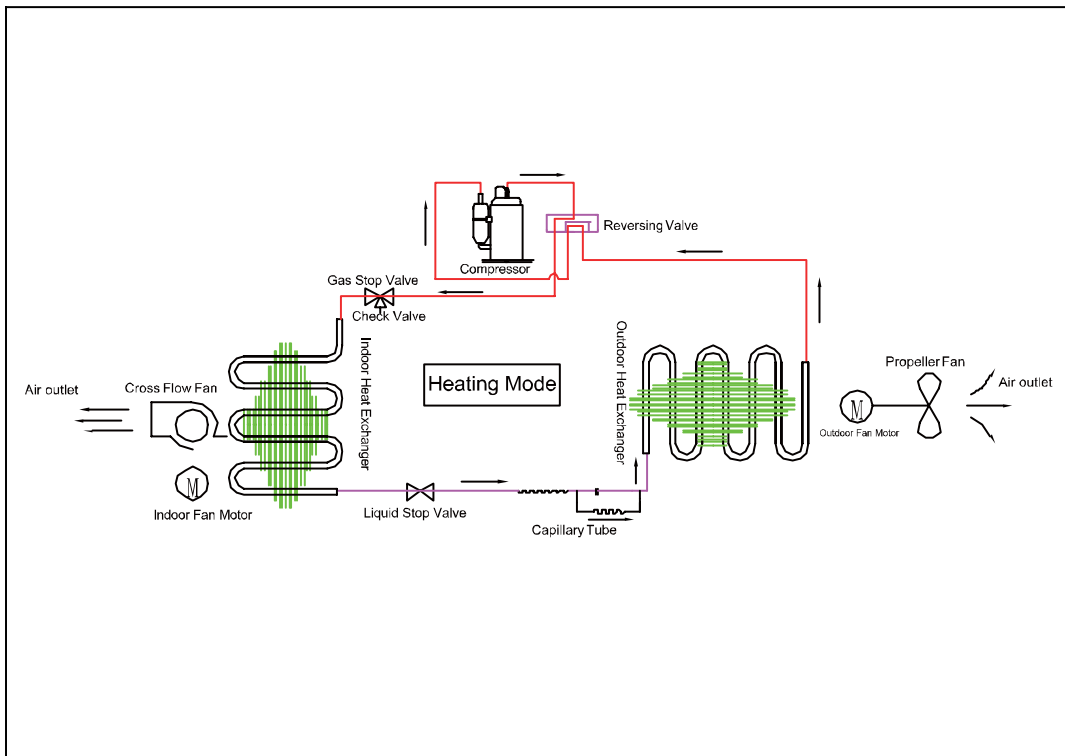 Reversing Valve
Compressor
Gas Stop Valve
Check Valve
Indoor Heat Exchanger
Outdoor Heat Exchanger
Heating Mode
Propeller Fan
Air outlet
Cross Flow Fan
Air outlet
M
Outdoor Fan Motor
M
Indoor Fan Motor
Liquid Stop Valve
Capillary Tube